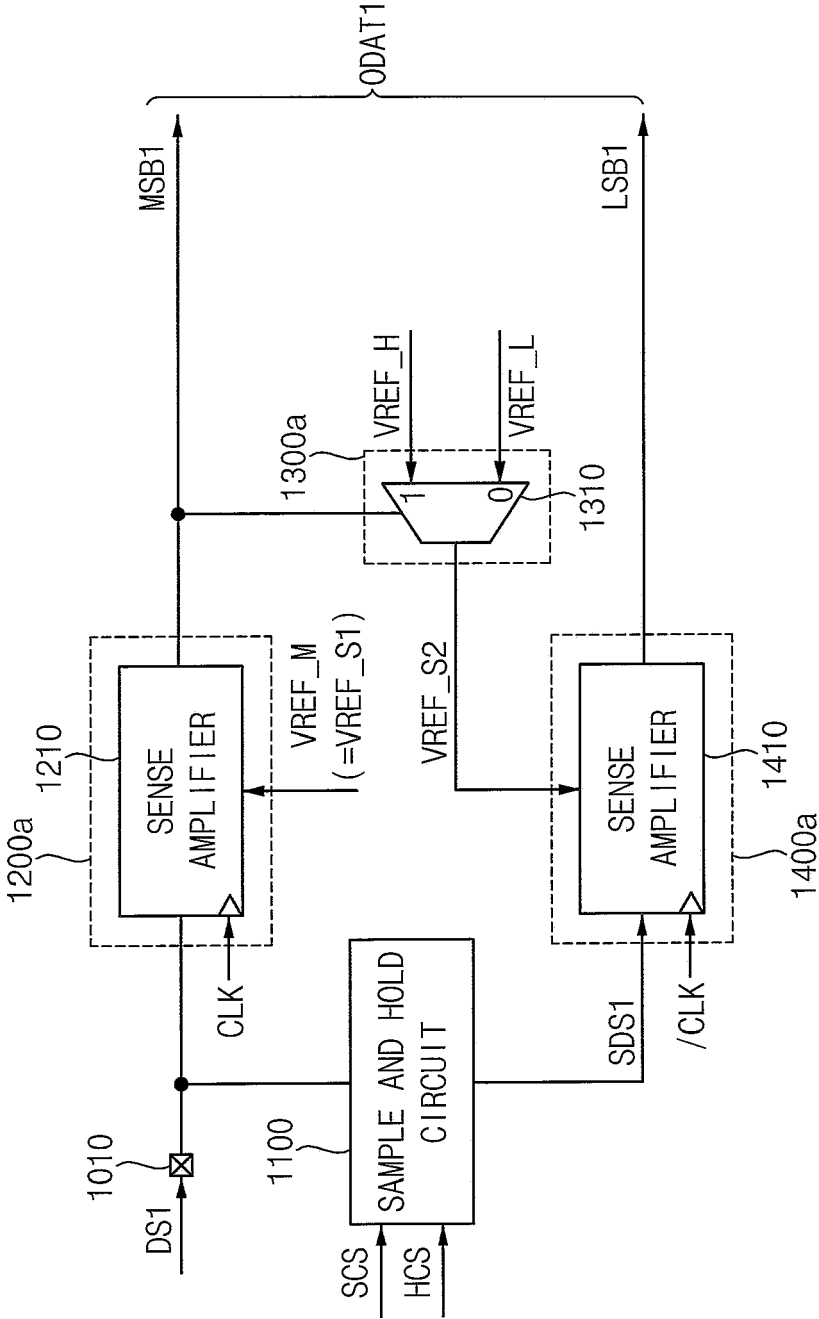 ODAT1
MSB1
LSB1
VREF_H
VREF_L
1300a
1
0
1310
VREF_M
(=VREF_S1)
VREF_S2
1200a
1210
SENSE
AMPLIFIER
CLK
SENSE
AMPLIFIER
1410
1400a
SDS1
/CLK
1010
DS1
1100
SAMPLE AND HOLD
CIRCUIT
SCS
HCS